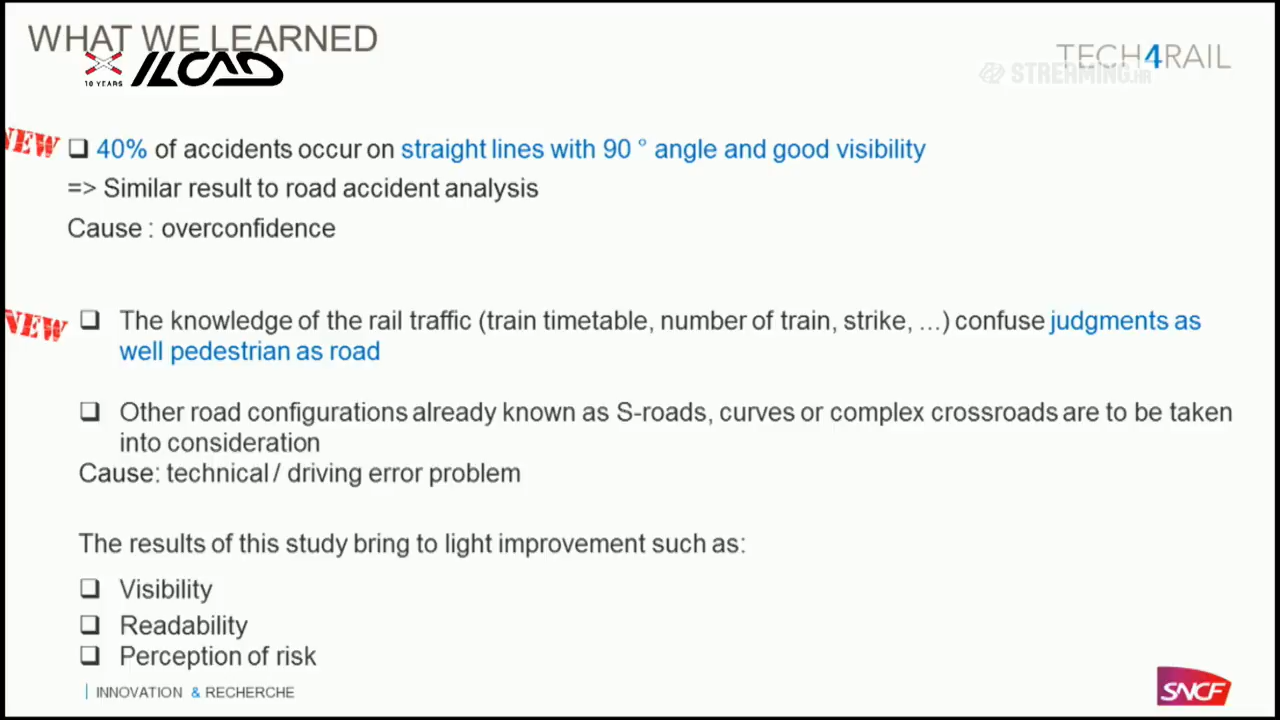 WHAT WE LEARNED
10 YEARS ILCAD
TECH4RAIL
STREAMING.HR
NEW
❑ 40% of accidents occur on straight lines with 90 ° angle and good visibility
=> Similar result to road accident analysis
Cause : overconfidence
NEW
❑ The knowledge of the rail traffic (train timetable, number of train, strike, …) confuse judgments as
well pedestrian as road
❑ Other road configurations already known as S-roads, curves or complex crossroads are to be taken
into consideration
Cause: technical / driving error problem
The results of this study bring to light improvement such as:
❑ Visibility
❑ Readability
❑ Perception of risk
| INNOVATION & RECHERCHE
SNCF